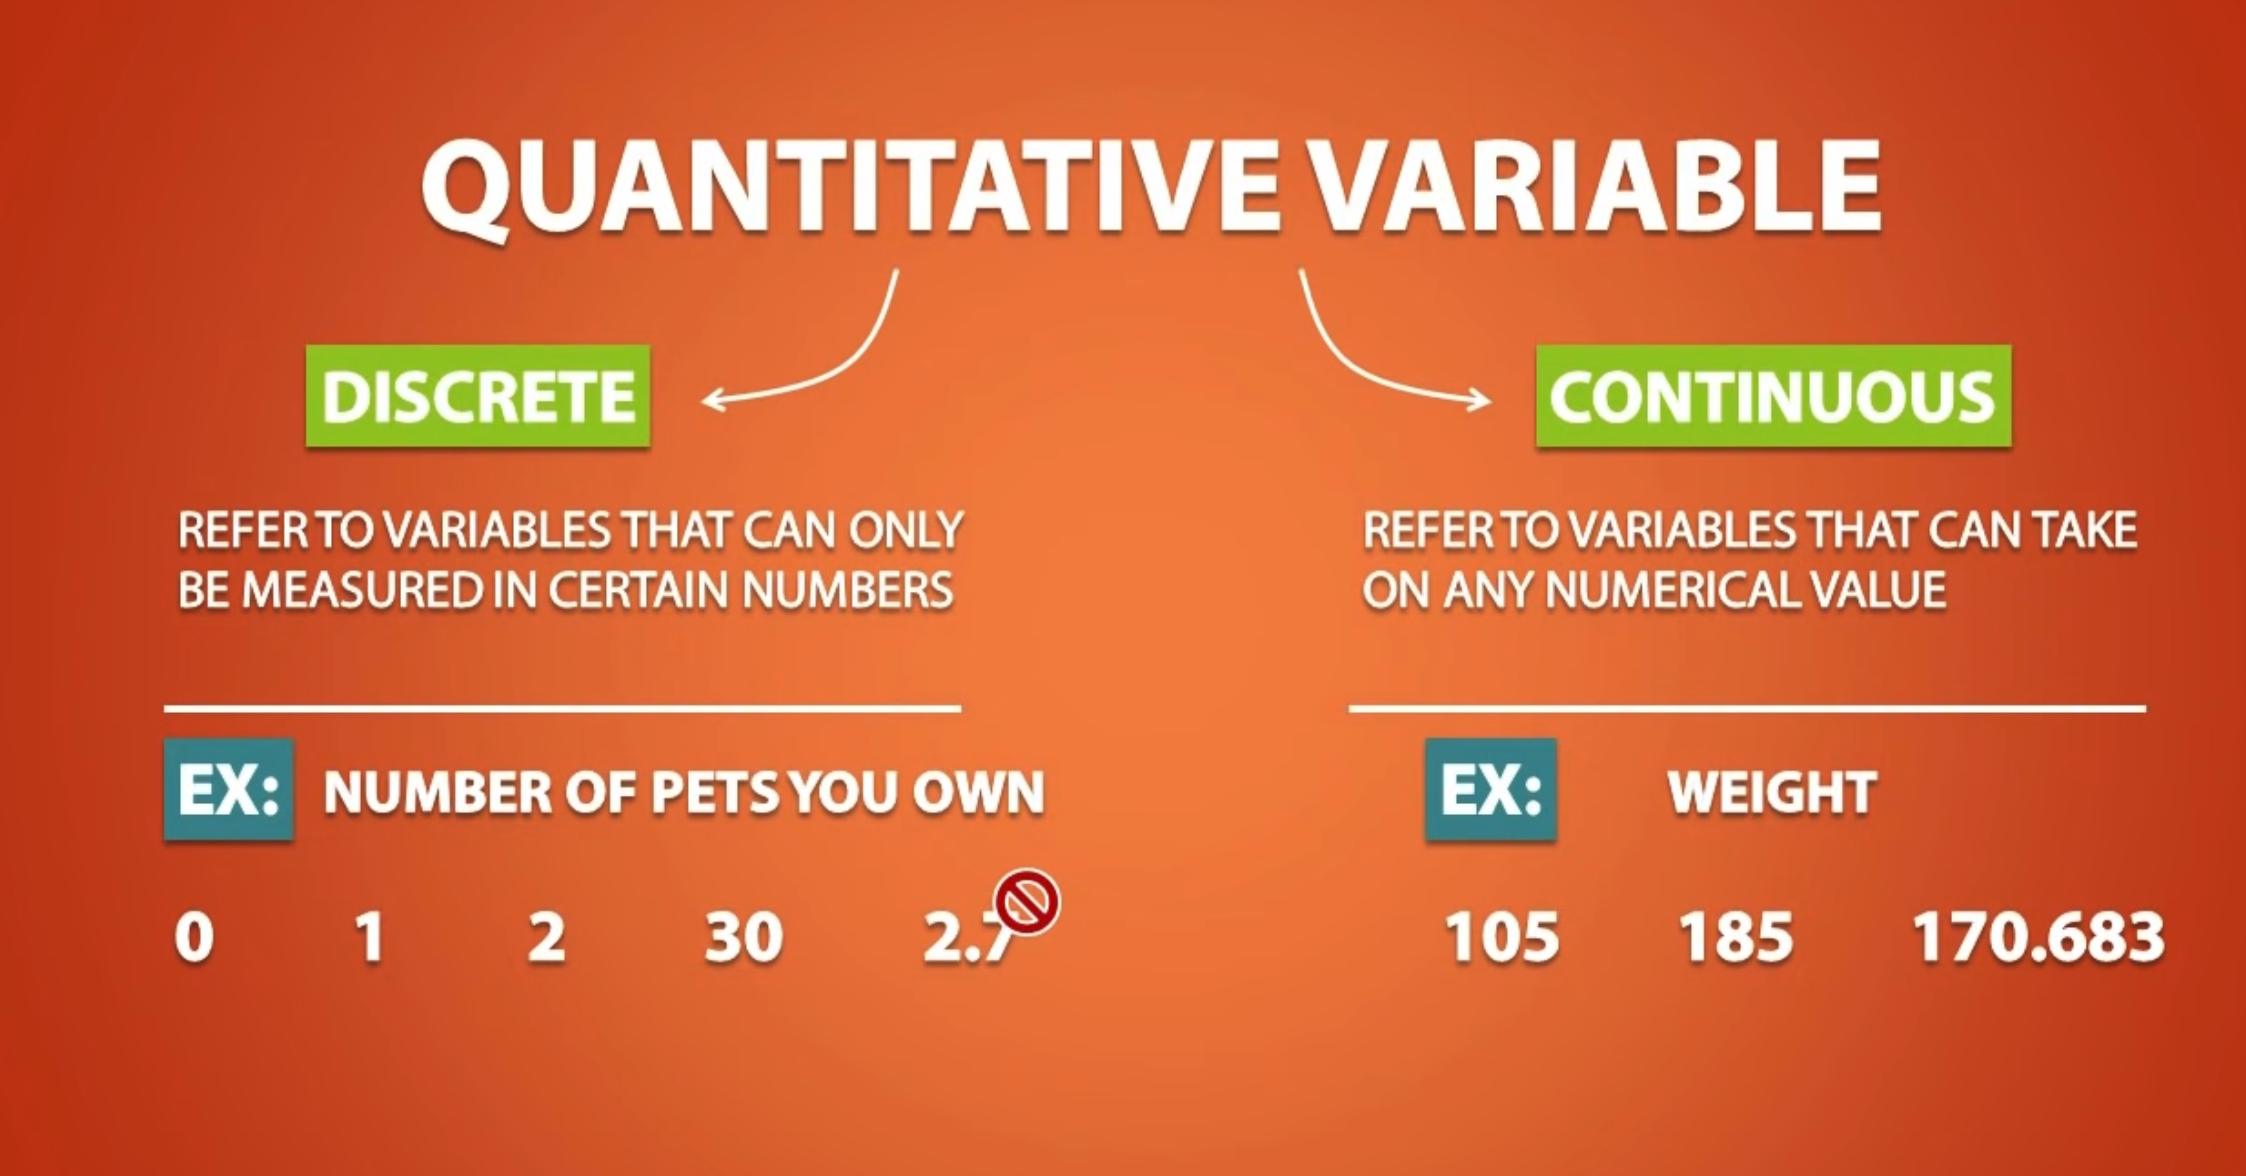 QUANTITATIVE VARIABLE
DISCRETE
REFER TO VARIABLES THAT CAN ONLY
BE MEASURED IN CERTAIN NUMBERS
EX: NUMBER OF PETS YOU OWN
0 1 2 30 2.7
CONTINUOUS
REFER TO VARIABLES THAT CAN TAKE
ON ANY NUMERICAL VALUE
EX: WEIGHT
105 185 170.683